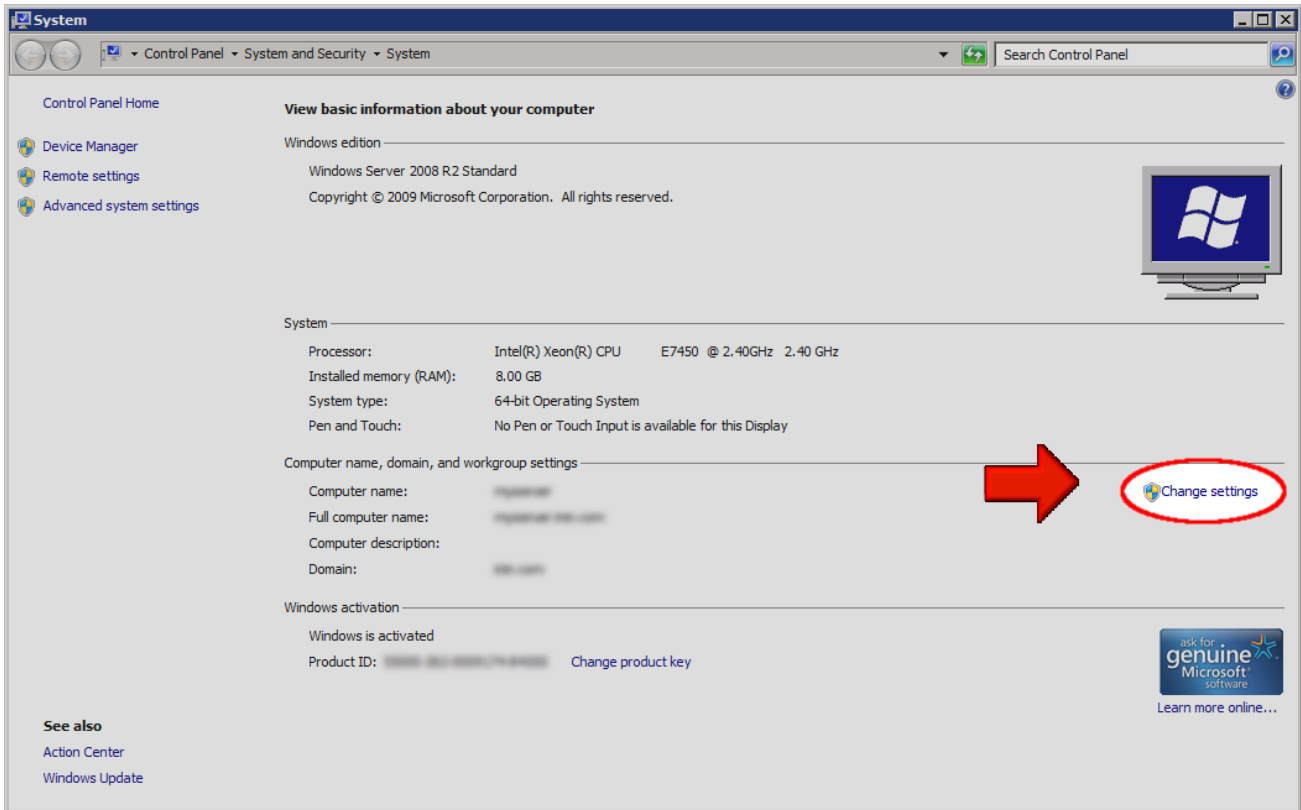 System
Control Panel System and Security System
Search Control Panel
Control Panel Home
Device Manager
Remote settings
Advanced system settings
See also
Action Center
Windows Update
View basic information about your computer
Windows edition
Windows Server 2008 R2 Standard
Copyright © 2009 Microsoft Corporation. All rights reserved.
System
Processor: Intel(R) Xeon(R) CPU E7450 @ 2.40GHz 2.40 GHz
Installed memory (RAM): 8.00 GB
System type: 64-bit Operating System
Pen and Touch: No Pen or Touch Input is available for this Display
Computer name, domain, and workgroup settings
Computer name:
Change settings
Full computer name:
Computer description:
Domain:
Windows activation
Windows is activated
Product ID: Change product key
ask for
genuine
Microsoft
software
Learn more online...